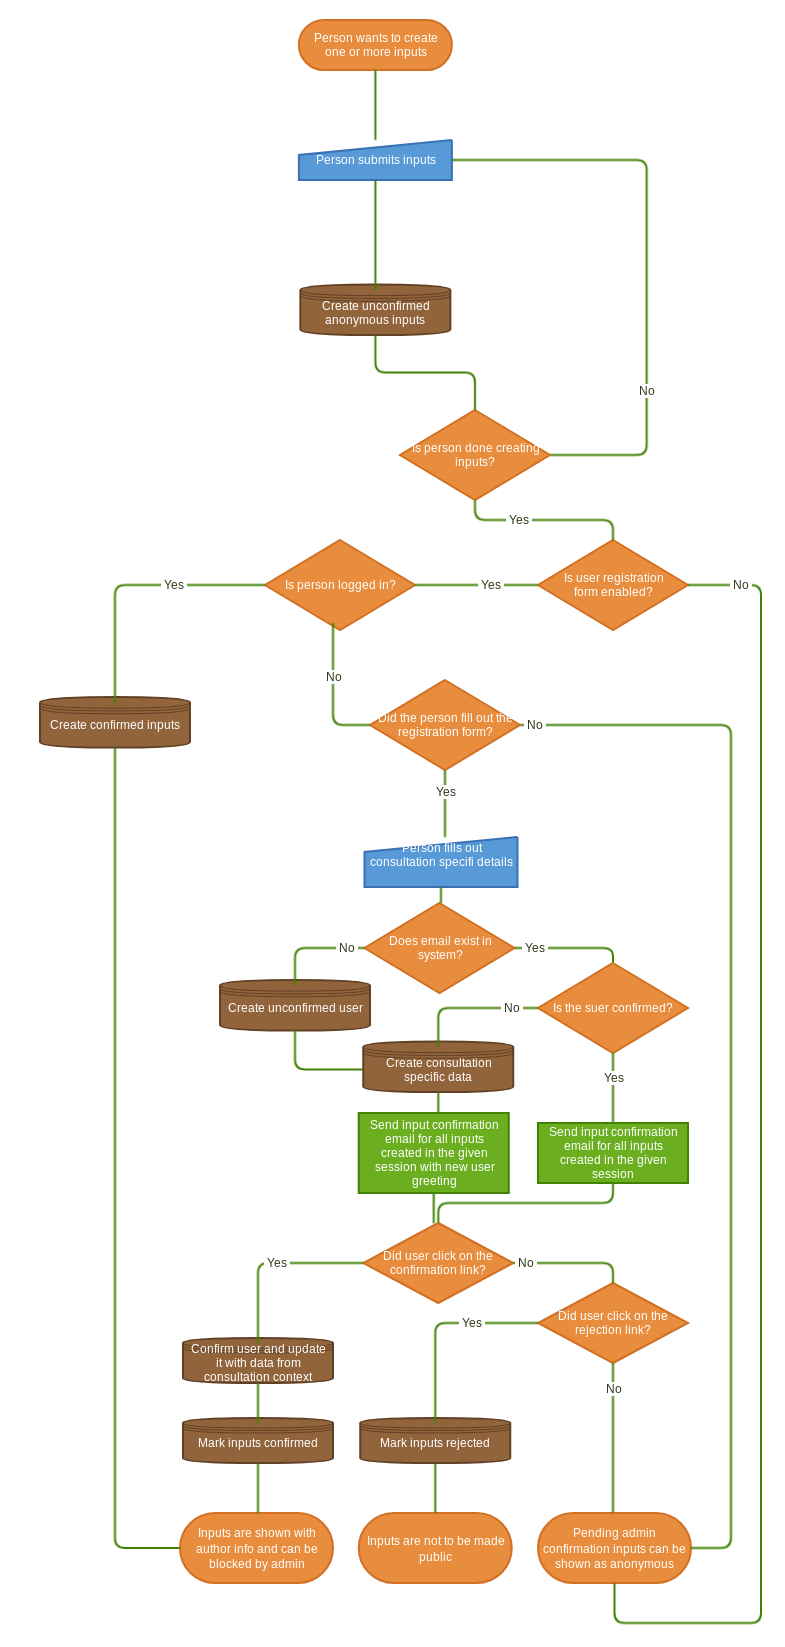 Person wants to create
one or more inputs
Person submits inputs
Create unconfirmed
anonymous inputs
No
Is person done creating
inputs?
Yes
Yes
Is person logged in?
Yes
Is user registration
form enabled?
No
No
Create confirmed inputs
Did the person fill out the
registration form?
No
Yes
Person fills out
consultation specifi details
No
Does email exist in
system?
Yes
Create unconfirmed user
No
Is the suer confirmed?
Create consultation
specific data
Yes
Send input confirmation
email for all inputs
created in the given
session with new user
greeting
Send input confirmation
email for all inputs
created in the given
session
Yes
Did user click on the
confirmation link?
No
Yes
Did user click on the
rejection link?
Confirm user and update
it with data from
consultation context
No
Mark inputs confirmed
Mark inputs rejected
Inputs are shown with
author info and can be
blocked by admin
Inputs are not to be made
public
Pending admin
confirmation inputs can be
shown as anonymous